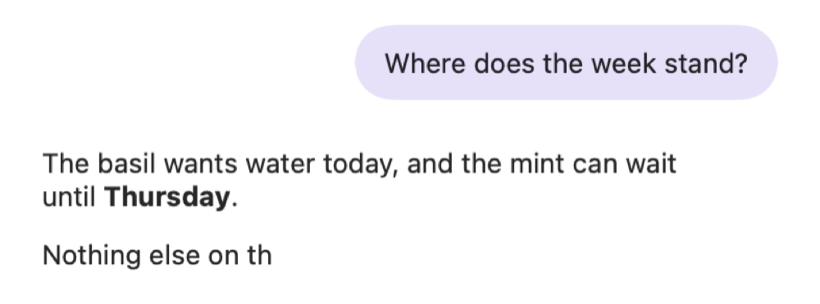 Where does the week stand?
The basil wants water today, and the mint can wait
until Thursday.
Nothing else on th